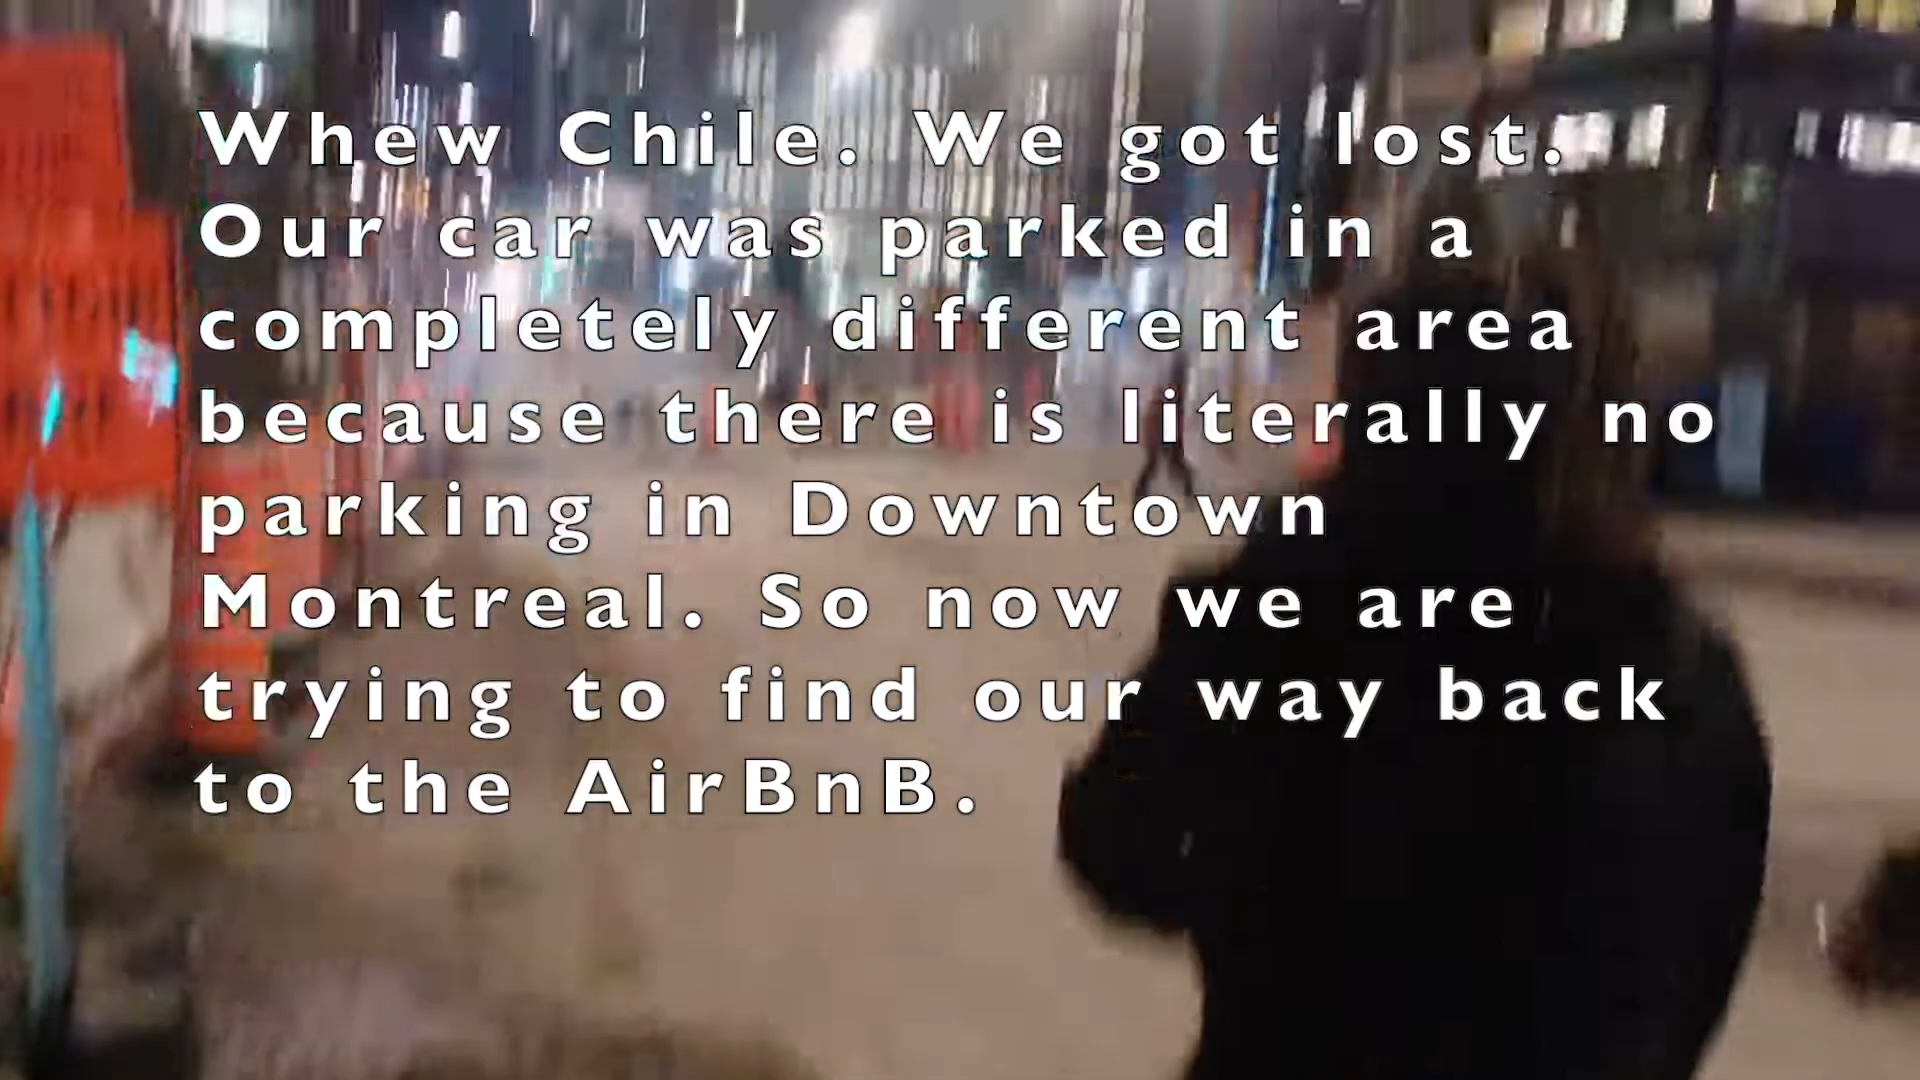 Whew Chile. We got lost.
Our car was parked in a
completely different area
because there is literally no
parking in Downtown
Montreal. So now we are
trying to find our way back
to the AirBnB.